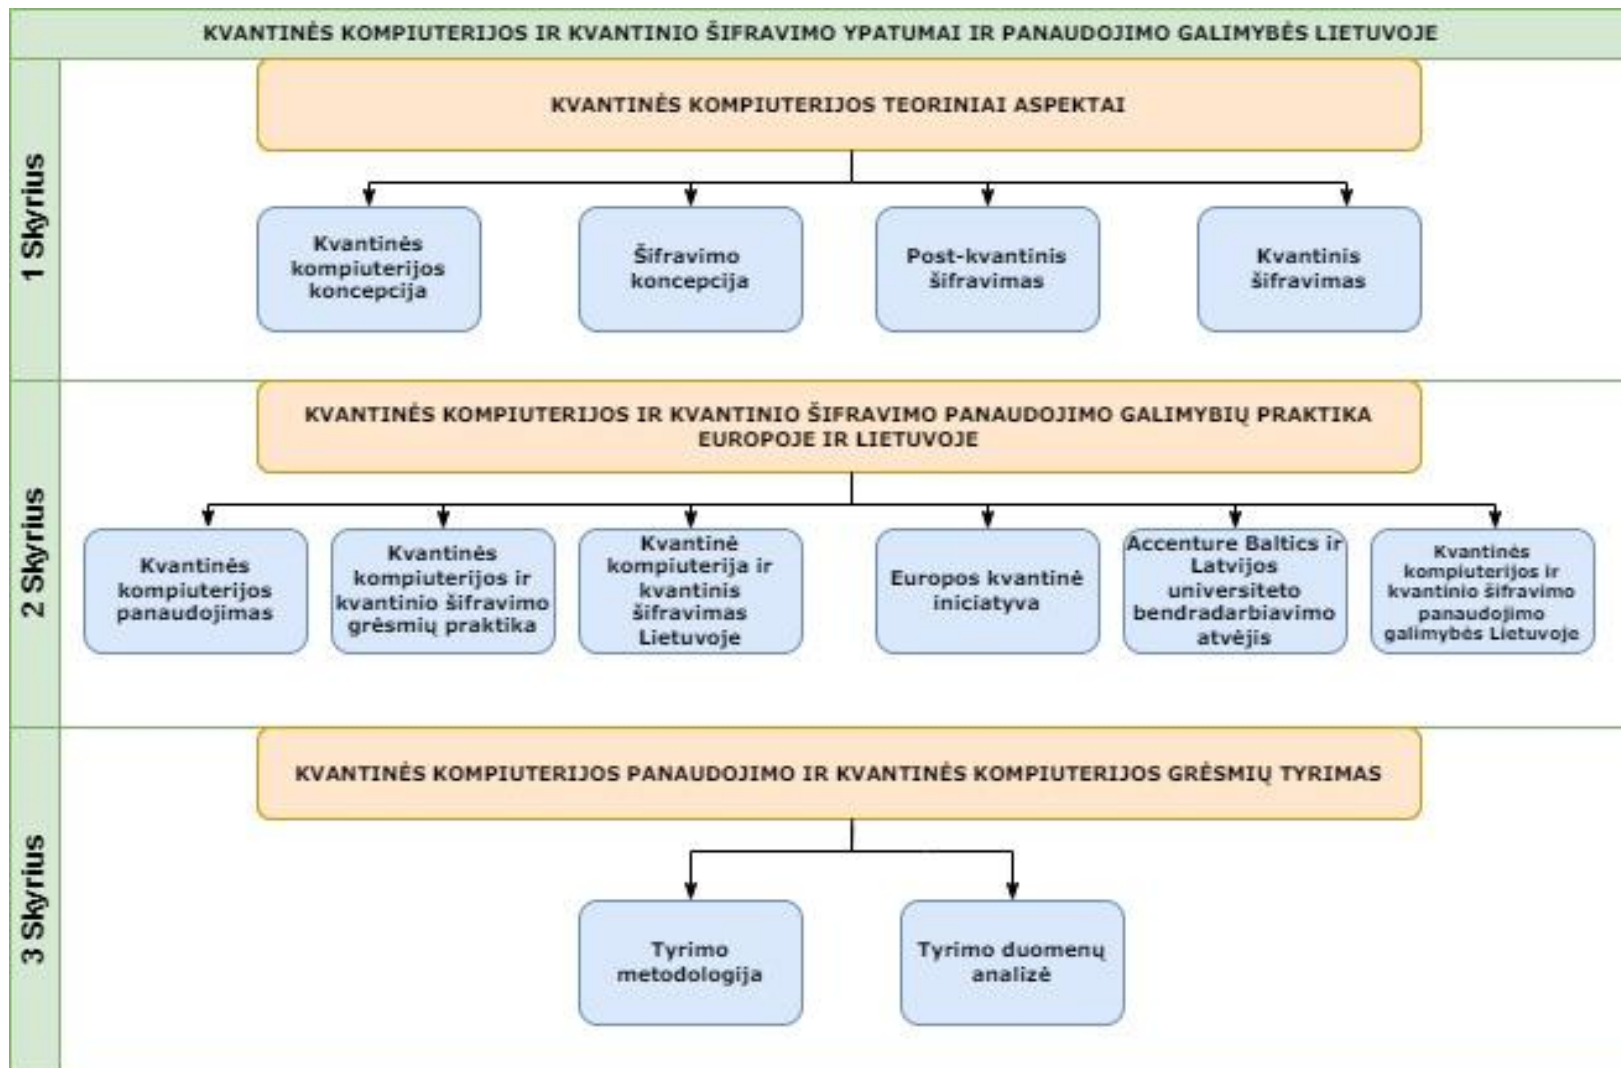 KVANTINĖS KOMPIUTERIJOS IR KVANTINIO ŠIFRAVIMO YPATUMAI IR PANAUDOJIMO GALIMYBĖS LIETUVOJE
1 Skyrius
KVANTINĖS KOMPIUTERIJOS TEORINIAI ASPEKTAI
Kvantinės
kompiuterijos
koncepcija
Šifravimo
koncepcija
Post-kvantinis
šifravimas
Kvantinis
šifravimas
2 Skyrius
KVANTINĖS KOMPIUTERIJOS IR KVANTINIO ŠIFRAVIMO PANAUDOJIMO GALIMYBIŲ PRAKTIKA
EUROPOJE IR LIETUVOJE
Kvantinės
kompiuterijos
panaudojimas
Kvantinės
kompiuterijos ir
kvantinio šifravimo
grėsmių praktika
Kvantinė
kompiuterija ir
kvantinis
šifravimas
Lietuvoje
Europos kvantinė
iniciatyva
Accenture Baltics ir
Latvijos
universiteto
bendradarbiavimo
atvėjis
Kvantinės
kompiuterijos ir
kvantinio šifravimo
panaudojimo
galimybės Lietuvoje
3 Skyrius
KVANTINĖS KOMPIUTERIJOS PANAUDOJIMO IR KVANTINĖS KOMPIUTERIJOS GRĖSMIŲ TYRIMAS
Tyrimo
metodologija
Tyrimo duomenų
analizė